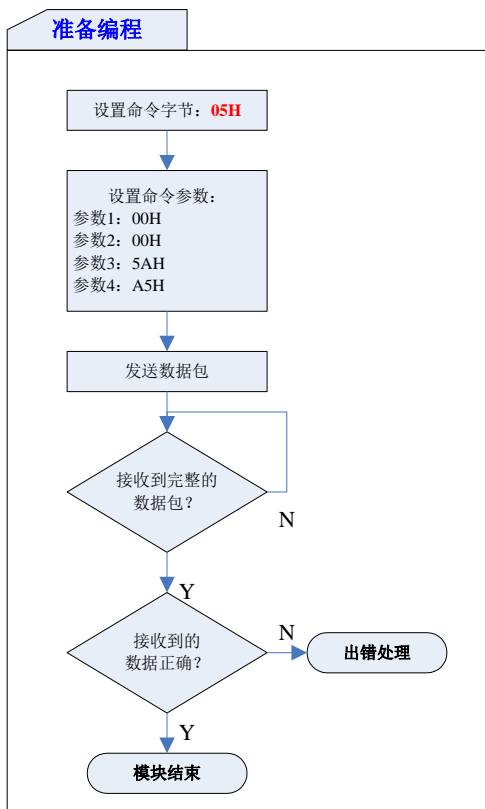 准备编程
设置命令字节：05H
设置命令参数：
参数1：00H
参数2：00H
参数3：5AH
参数4：A5H
发送数据包
接收到完整的
数据包？
N
Y
接收到的
数据正确？
N
出错处理
Y
模块结束